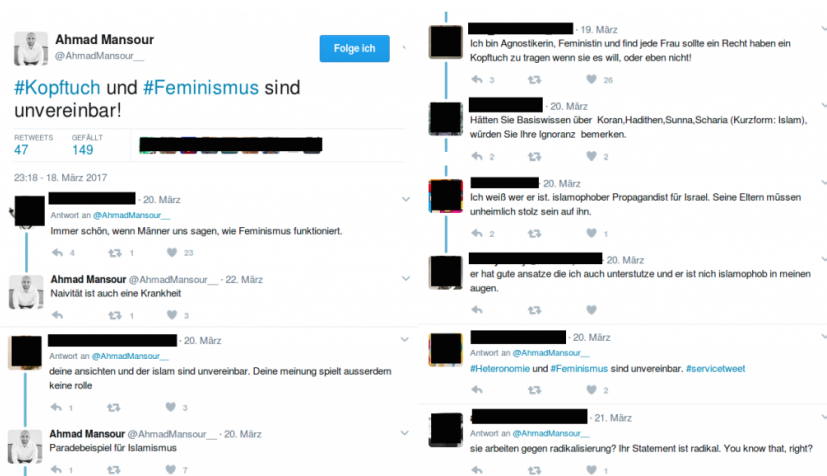 Ahmad Mansour
@AhmadMansour__
Folge ich
#Kopftuch und #Feminismus sind
unvereinbar!
RETWEETS
47
GEFÄLLT
149
23:18 - 18. März 2017
· 20. März
Antwort an @AhmadMansour__
Immer schön, wenn Männer uns sagen, wie Feminismus funktioniert.
4 1 23
Ahmad Mansour @AhmadMansour__ · 22. März
Naivität ist auch eine Krankheit
1 3
· 20. März
Antwort an @AhmadMansour__
deine ansichten und der islam sind unvereinbar. Deine meinung spielt ausserdem
keine rolle
1 3
Ahmad Mansour @AhmadMansour__ · 20. März
Paradebeispiel für Islamismus
1 7
· 19. März
Ich bin Agnostikerin, Feministin und find jede Frau sollte ein Recht haben ein
Kopftuch zu tragen wenn sie es will, oder eben nicht!
3 26
· 20. März
Hätten Sie Basiswissen über Koran,Hadithen,Sunna,Scharia (Kurzform: Islam),
würden Sie Ihre Ignoranz bemerken.
2 2
· 20. März
Ich weiß wer er ist. islamophober Propagandist für Israel. Seine Eltern müssen
unheimlich stolz sein auf ihn.
2 1
· 20. März
er hat gute ansatze die ich auch unterstutze und er ist nich islamophob in meinen
augen.
· 20. März
Antwort an @AhmadMansour__
#Heteronomie und #Feminismus sind unvereinbar. #servicetweet
2
· 21. März
Antwort an @AhmadMansour__
sie arbeiten gegen radikalisierung? Ihr Statement ist radikal. You know that, right?
1